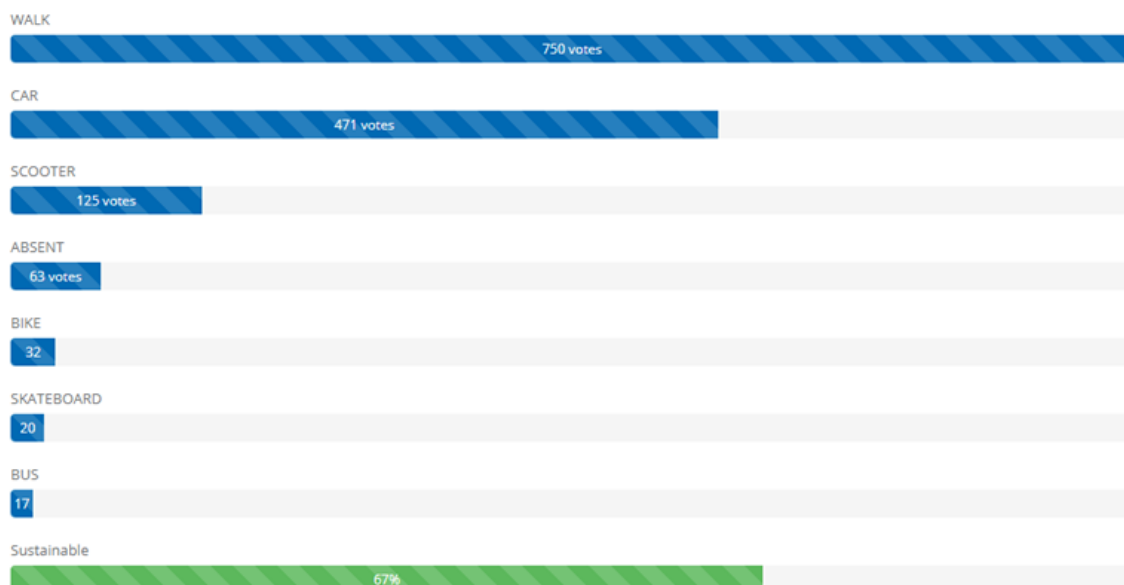 WALK
750 votes
CAR
471 votes
SCOOTER
125 votes
ABSENT
63 votes
BIKE
32
SKATEBOARD
20
BUS
17
Sustainable
67%